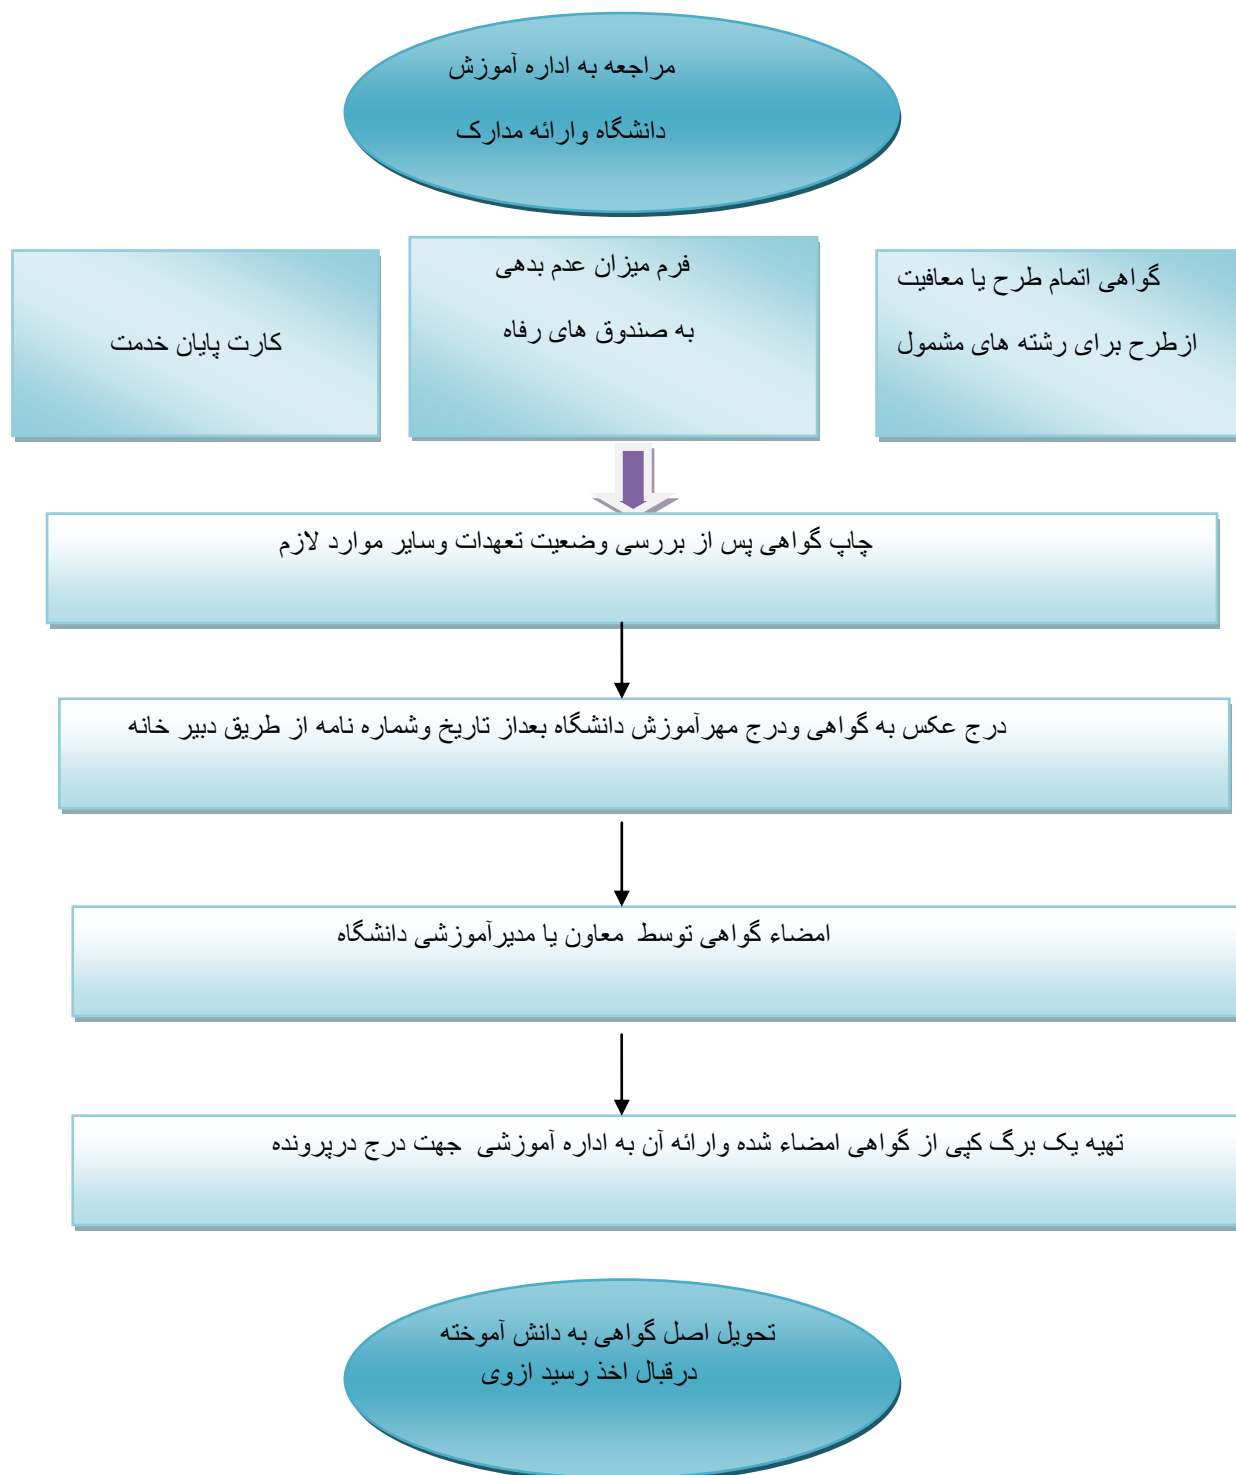 مراجعه به اداره آموزش
دانشگاه وارائه مدارک
گواهی اتمام طرح یا معافیت
ازطرح برای رشته های مشمول
فرم میزان عدم بدهی
به صندوق های رفاه
کارت پایان خدمت
چاپ گواهی پس از بررسی وضعیت تعهدات وسایر موارد لازم
درج عکس به گواهی ودرج مهرآموزش دانشگاه بعداز تاریخ وشماره نامه از طریق دبیر خانه
امضاء گواهی توسط معاون یا مدیرآموزشی دانشگاه
تهیه یک برگ کپی از گواهی امضاء شده وارائه آن به اداره آموزشی جهت درج درپرونده
تحویل اصل گواهی به دانش آموخته
درقبال اخذ رسید ازوی